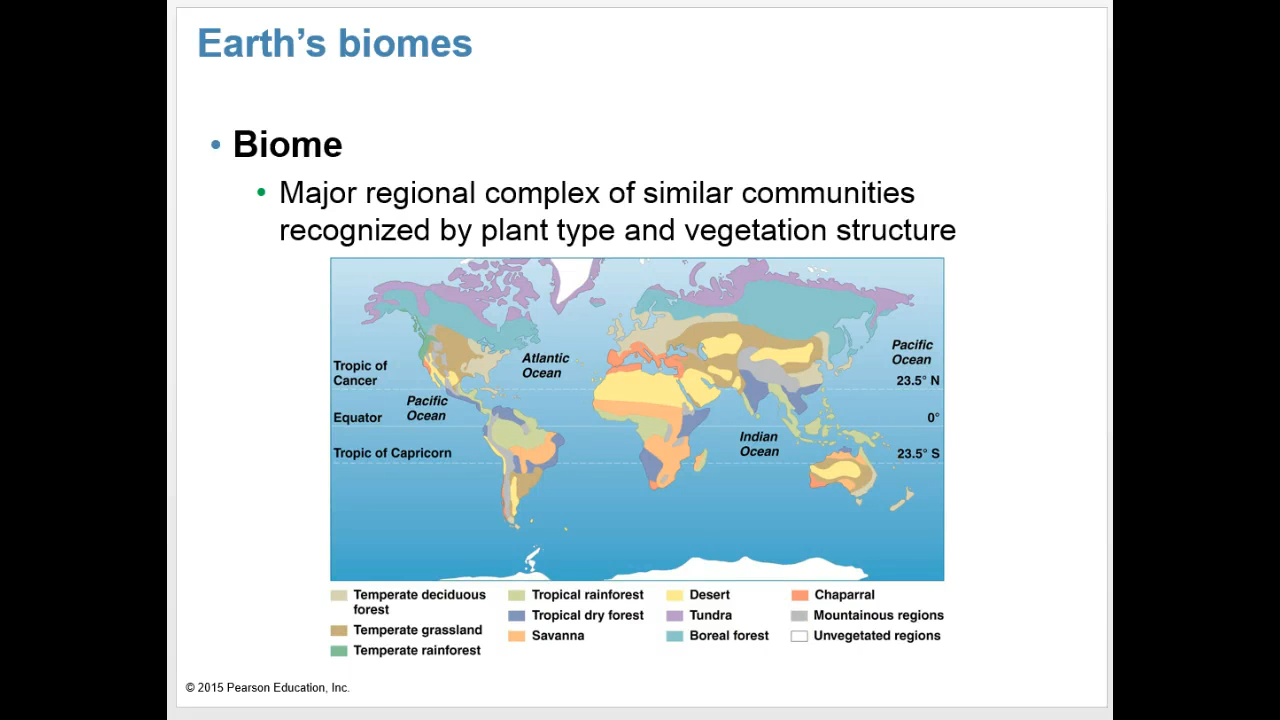 Earth's biomes
• Biome
• Major regional complex of similar communities
recognized by plant type and vegetation structure
Tropic of
Cancer
Atlantic
Ocean
Pacific
Ocean
23.5° N
Pacific
Ocean
Equator
0°
Indian
Ocean
Tropic of Capricorn
23.5° S
Temperate deciduous
forest
Temperate grassland
Temperate rainforest
Tropical rainforest
Tropical dry forest
Savanna
Desert
Tundra
Boreal forest
Chaparral
Mountainous regions
Unvegetated regions
© 2015 Pearson Education, Inc.